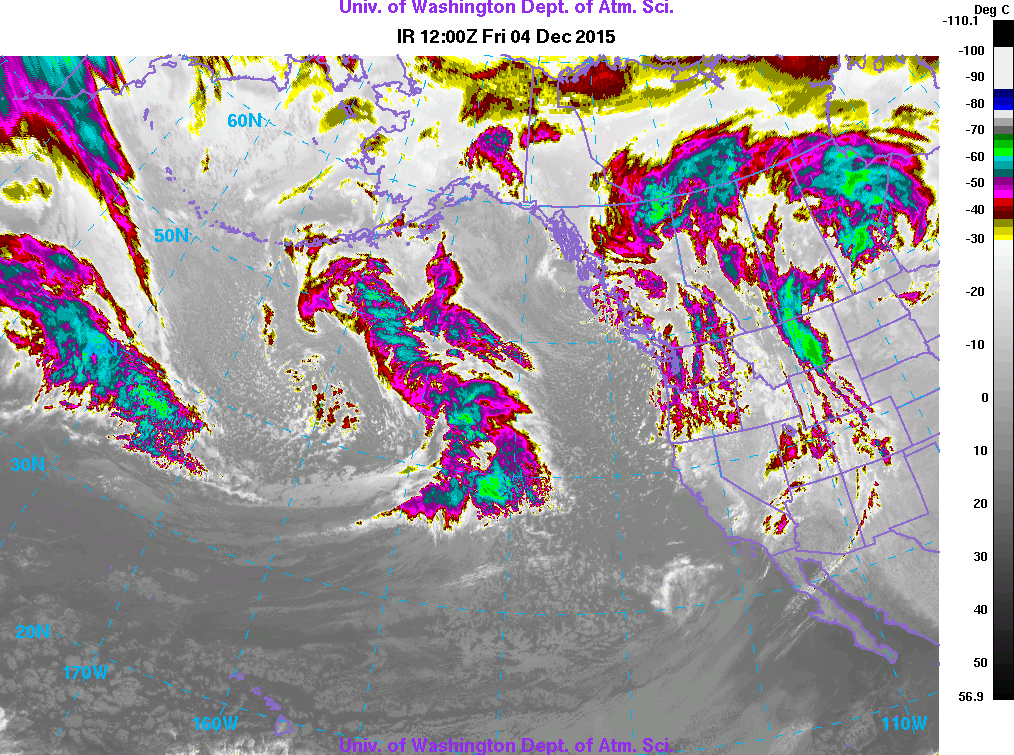 Univ. of Washington Dept. of Atm. Sci.
Deg C
IR 12:00Z Fri 04 Dec 2015
-110.1
-100
-90
-80
-70
-60
-50
-40
-30
-20
-10
0
10
20
30
40
50
56.9
60N
50N
30N
20N
170W
160W
110W
Univ. of Washington Dept. of Atm. Sci.